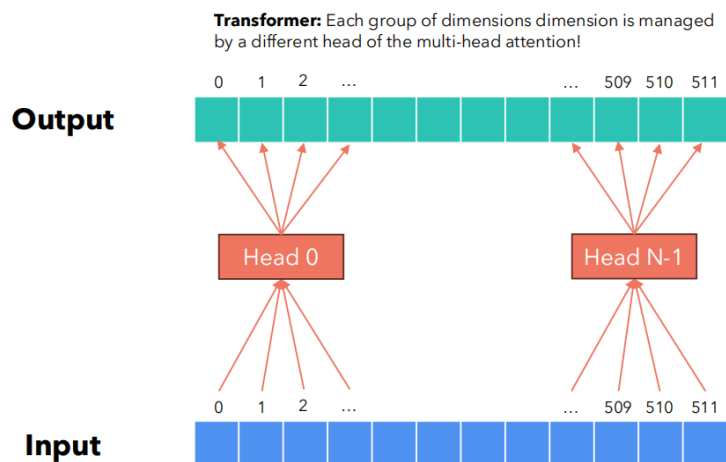 Transformer: Each group of dimensions dimension is managed
by a different head of the multi-head attention!
0 1 2 ... ... 509 510 511
Output
Head 0 Head N-1
0 1 2 ... ... 509 510 511
Input